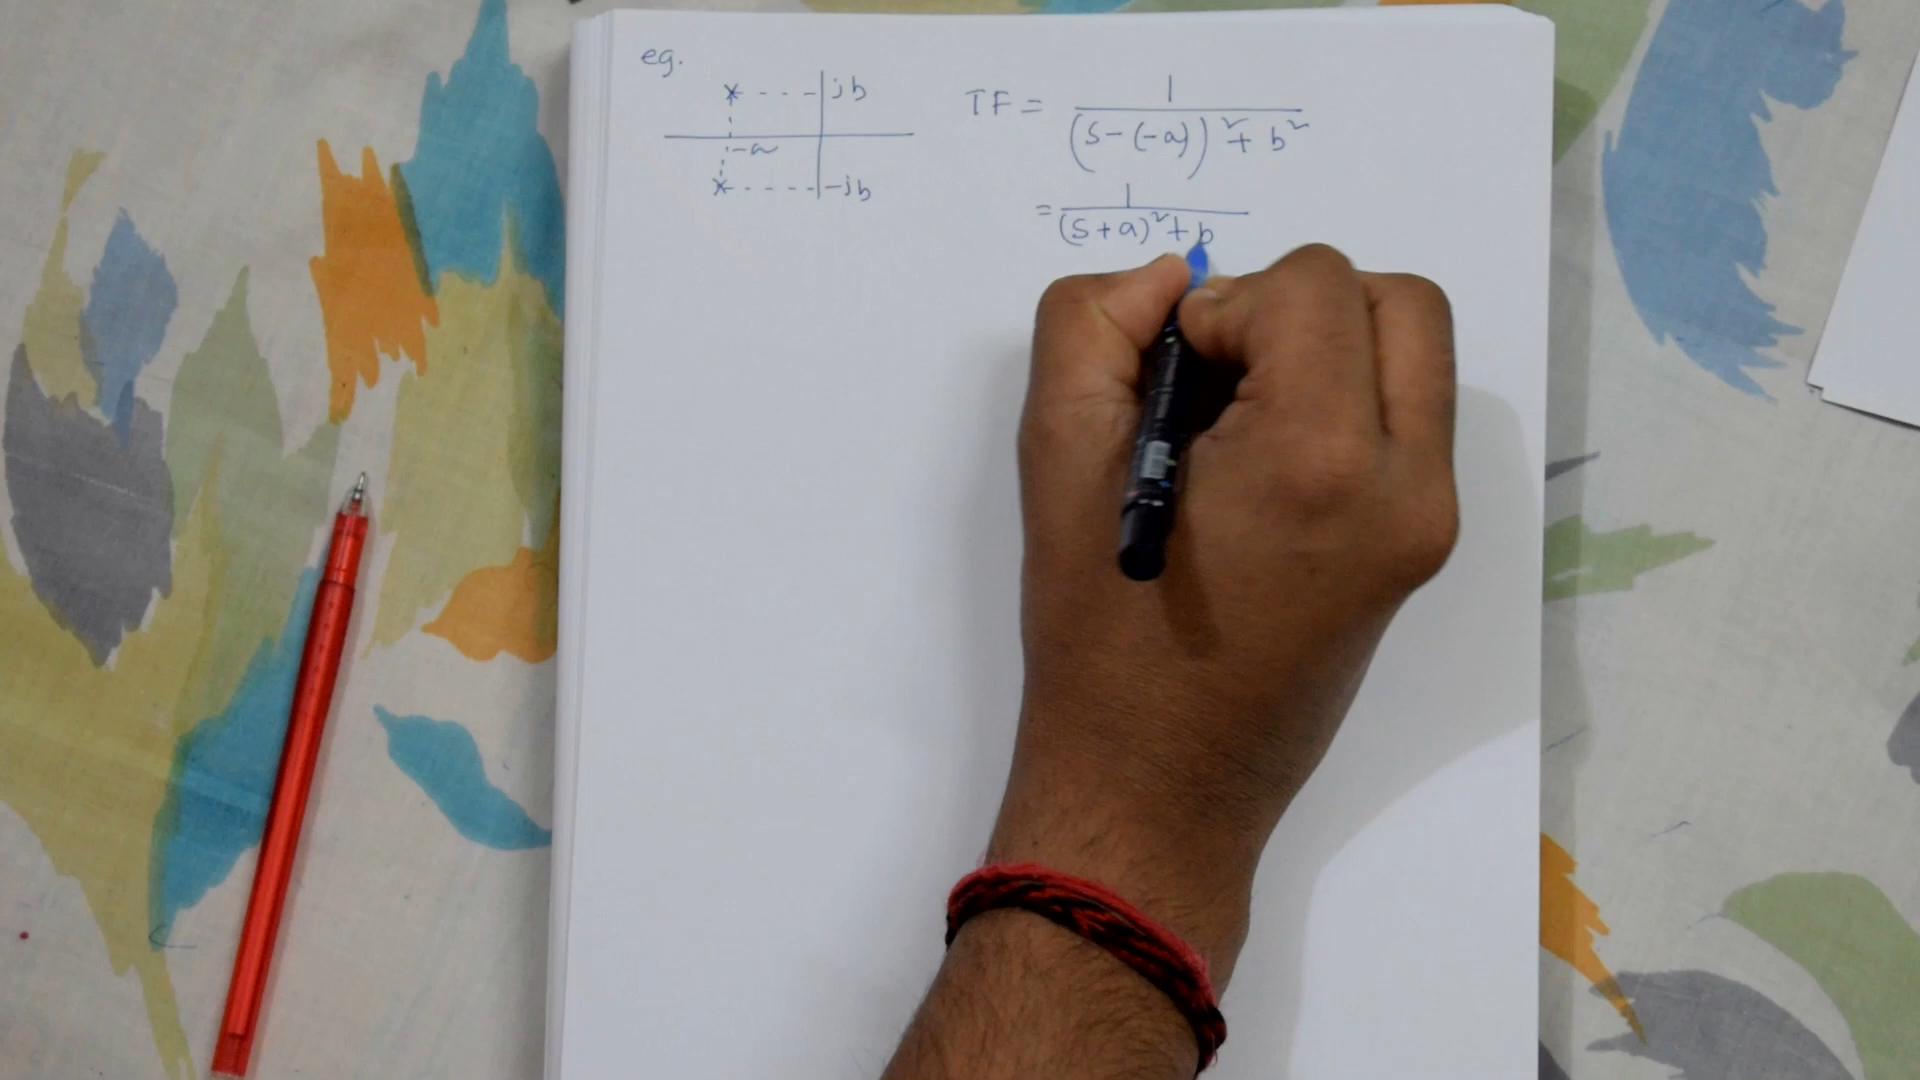 eg.
jb
-a
-jb
TF = 1 / (s-(-a))² + b²
= 1 / (s+a)² + b